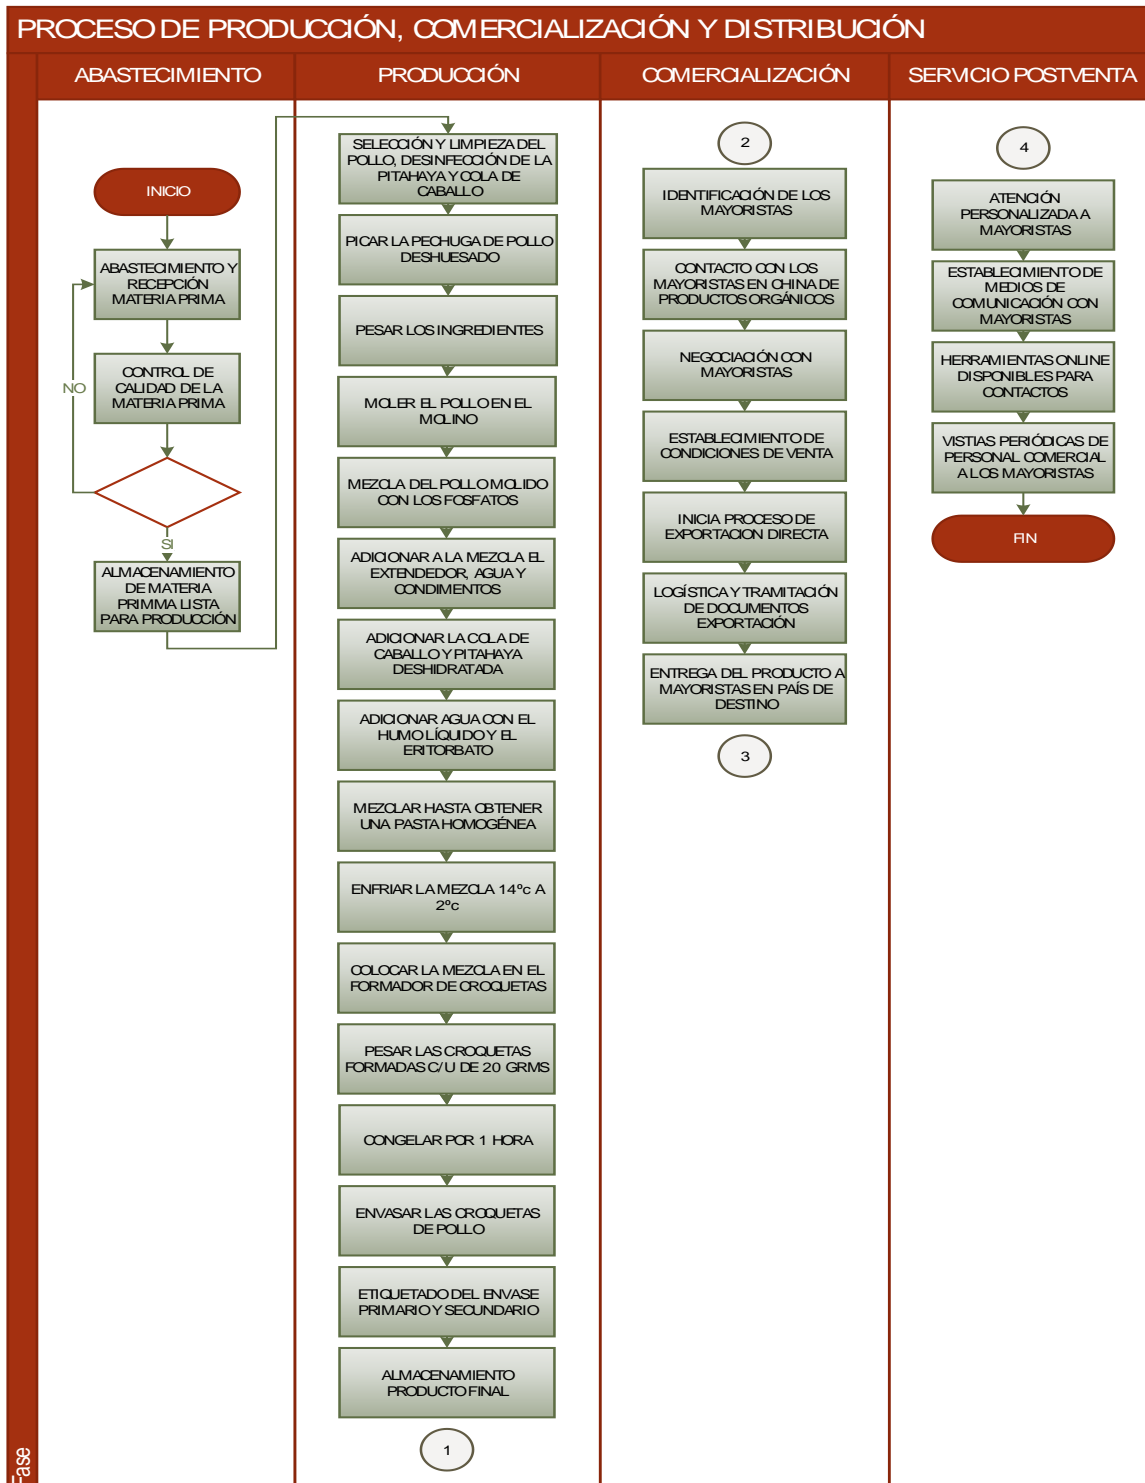 PROCESO DE PRODUCCIÓN, COMERCIALIZACIÓN Y DISTRIBUCIÓN
ABASTECIMIENTO
PRODUCCIÓN
COMERCIALIZACIÓN
SERVICIO POSTVENTA
INICIO
ABASTECIMIENTO Y
RECEPCIÓN
MATERIA PRIMA
CONTROL DE
CALIDAD DE LA
MATERIA PRIMA
NO
SI
ALMACENAMIENTO
DE MATERIA
PRIMMA LISTA
PARA PRODUCCIÓN
SELECCIÓN Y LIMPIEZA DEL
POLLO, DESINFECCIÓN DE LA
PITAHAYA Y COLA DE
CABALLO
PICAR LA PECHUGA DE POLLO
DESHUESADO
PESAR LOS INGREDIENTES
MOLER EL POLLO EN EL
MOLINO
MEZCLA DEL POLLO MOLIDO
CON LOS FOSFATOS
ADICIONAR A LA MEZCLA EL
EXTENDEDOR, AGUA Y
CONDIMENTOS
ADICIONAR LA COLA DE
CABALLO Y PITAHAYA
DESHIDRATADA
ADICIONAR AGUA CON EL
HUMO LÍQUIDO Y EL
ERITORBATO
MEZCLAR HASTA OBTENER
UNA PASTA HOMOGÉNEA
ENFRIAR LA MEZCLA 14ºc A
2ºc
COLOCAR LA MEZCLA EN EL
FORMADOR DE CROQUETAS
PESAR LAS CROQUETAS
FORMADAS C/U DE 20 GRMS
CONGELAR POR 1 HORA
ENVASAR LAS CROQUETAS
DE POLLO
ETIQUETADO DEL ENVASE
PRIMARIO Y SECUNDARIO
ALMACENAMIENTO
PRODUCTO FINAL
1
2
IDENTIFICACIÓN DE LOS
MAYORISTAS
CONTACTO CON LOS
MAYORISTAS EN CHINA DE
PRODUCTOS ORGÁNICOS
NEGOCIACIÓN CON
MAYORISTAS
ESTABLECIMIENTO DE
CONDICIONES DE VENTA
INICIA PROCESO DE
EXPORTACION DIRECTA
LOGÍSTICA Y TRAMITACIÓN
DE DOCUMENTOS
EXPORTACIÓN
ENTREGA DEL PRODUCTO A
MAYORISTAS EN PAÍS DE
DESTINO
3
4
ATENCIÓN
PERSONALIZADA A
MAYORISTAS
ESTABLECIMIENTO DE
MEDIOS DE
COMUNICACIÓN CON
MAYORISTAS
HERRAMIENTAS ONLINE
DISPONIBLES PARA
CONTACTOS
VISTIAS PERIÓDICAS DE
PERSONAL COMERCIAL
A LOS MAYORISTAS
FIN
Fase